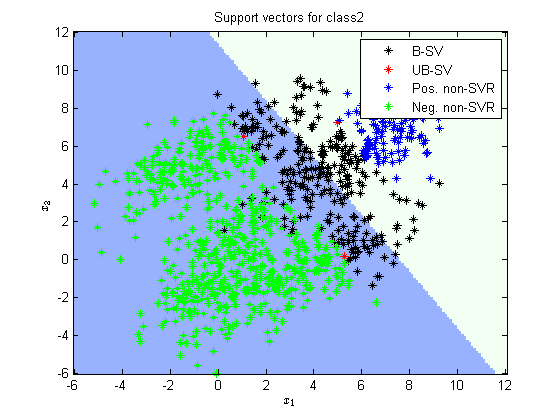 Support vectors for class2
12
10
8
6
4
2
0
-2
-4
-6
x₂
B-SV
UB-SV
Pos. non-SVR
Neg. non-SVR
-6 -4 -2 0 2 4 6 8 10 12
x₁